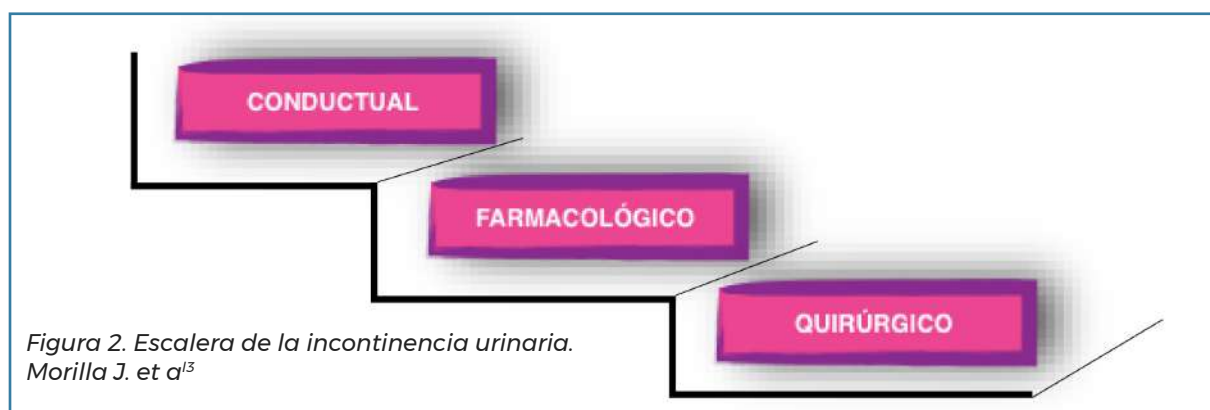 CONDUCTUAL
FARMACOLÓGICO
QUIRÚRGICO
Figura 2. Escalera de la incontinencia urinaria.
Morilla J. et al³